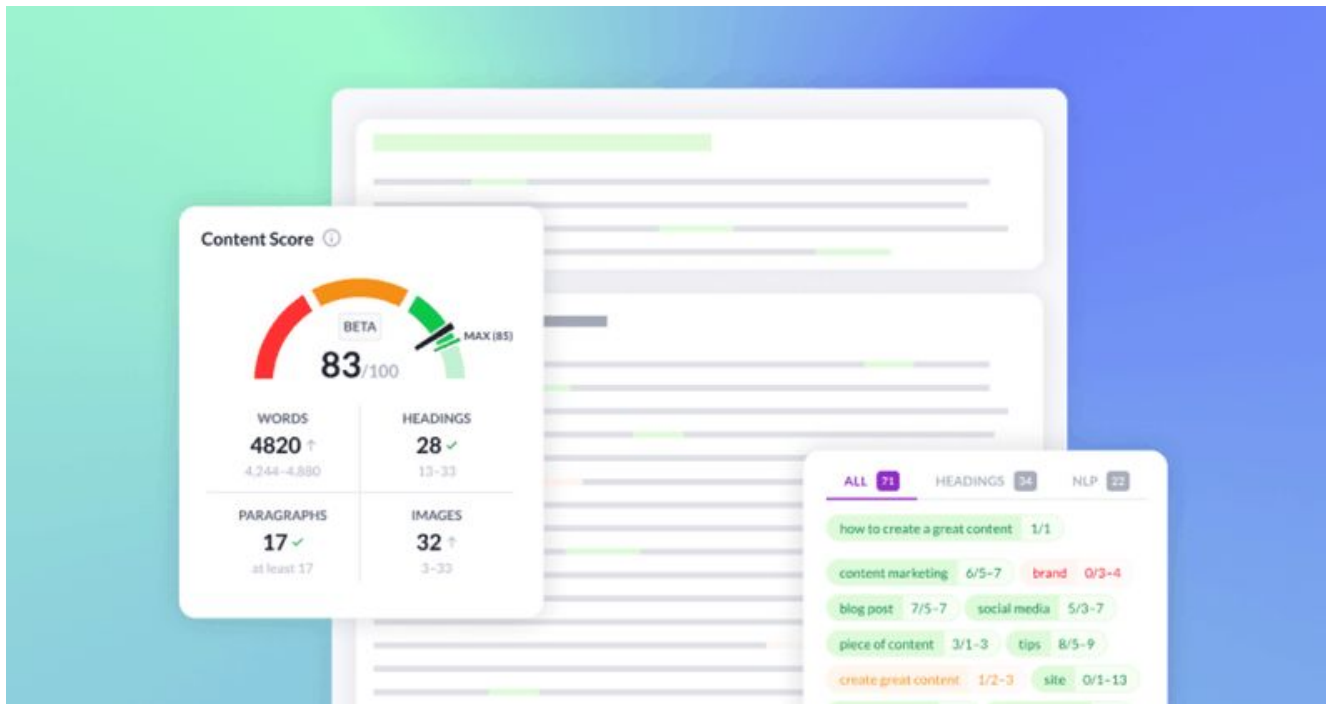 Content Score
BETA
MAX (85)
83/100
WORDS
4820 ↑
4,244–4,880
HEADINGS
28 ✓
13–33
PARAGRAPHS
17 ✓
at least 17
IMAGES
32 ↑
3–33
ALL 71 HEADINGS 34 NLP 22
how to create a great content 1/1
content marketing 6/5–7 brand 0/3–4
blog post 7/5–7 social media 5/3–7
piece of content 3/1–3 tips 8/5–9
create great content 1/2–3 site 0/1–13